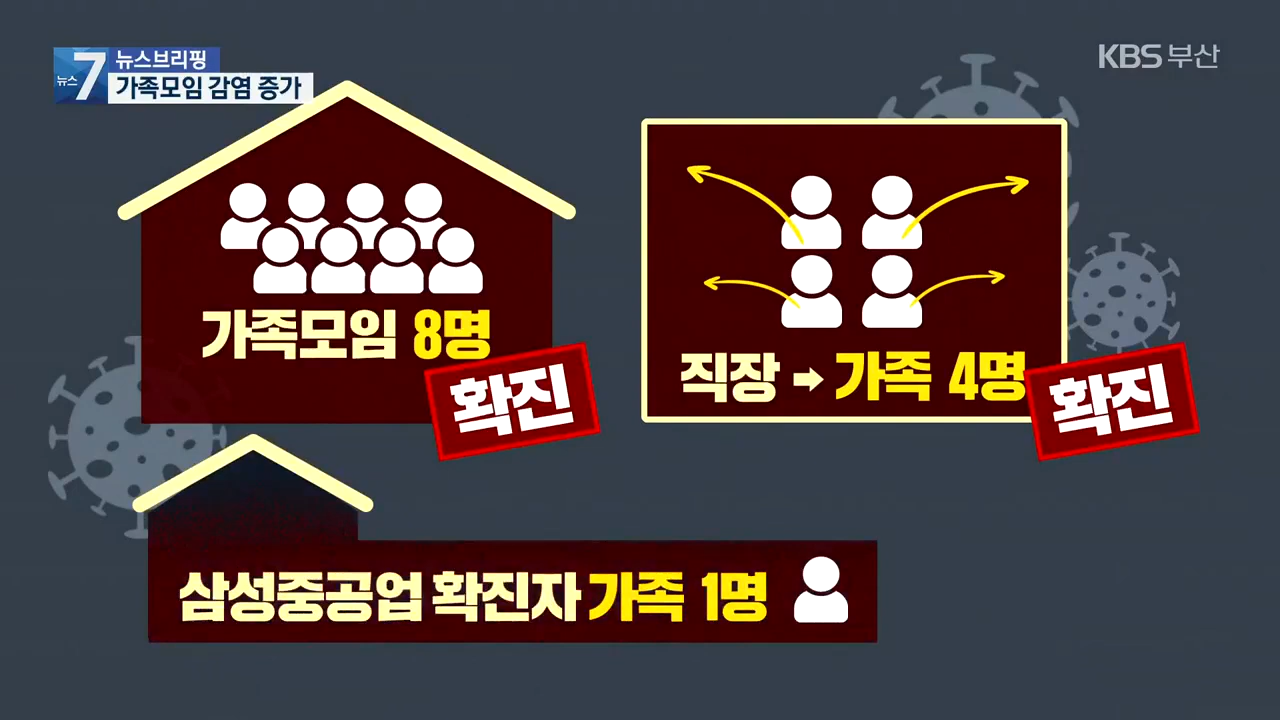 뉴스 7 뉴스브리핑
가족모임 감염 증가
KBS 부산
가족모임 8명
확진
직장 ➡ 가족 4명
확진
삼성중공업 확진자 가족 1명